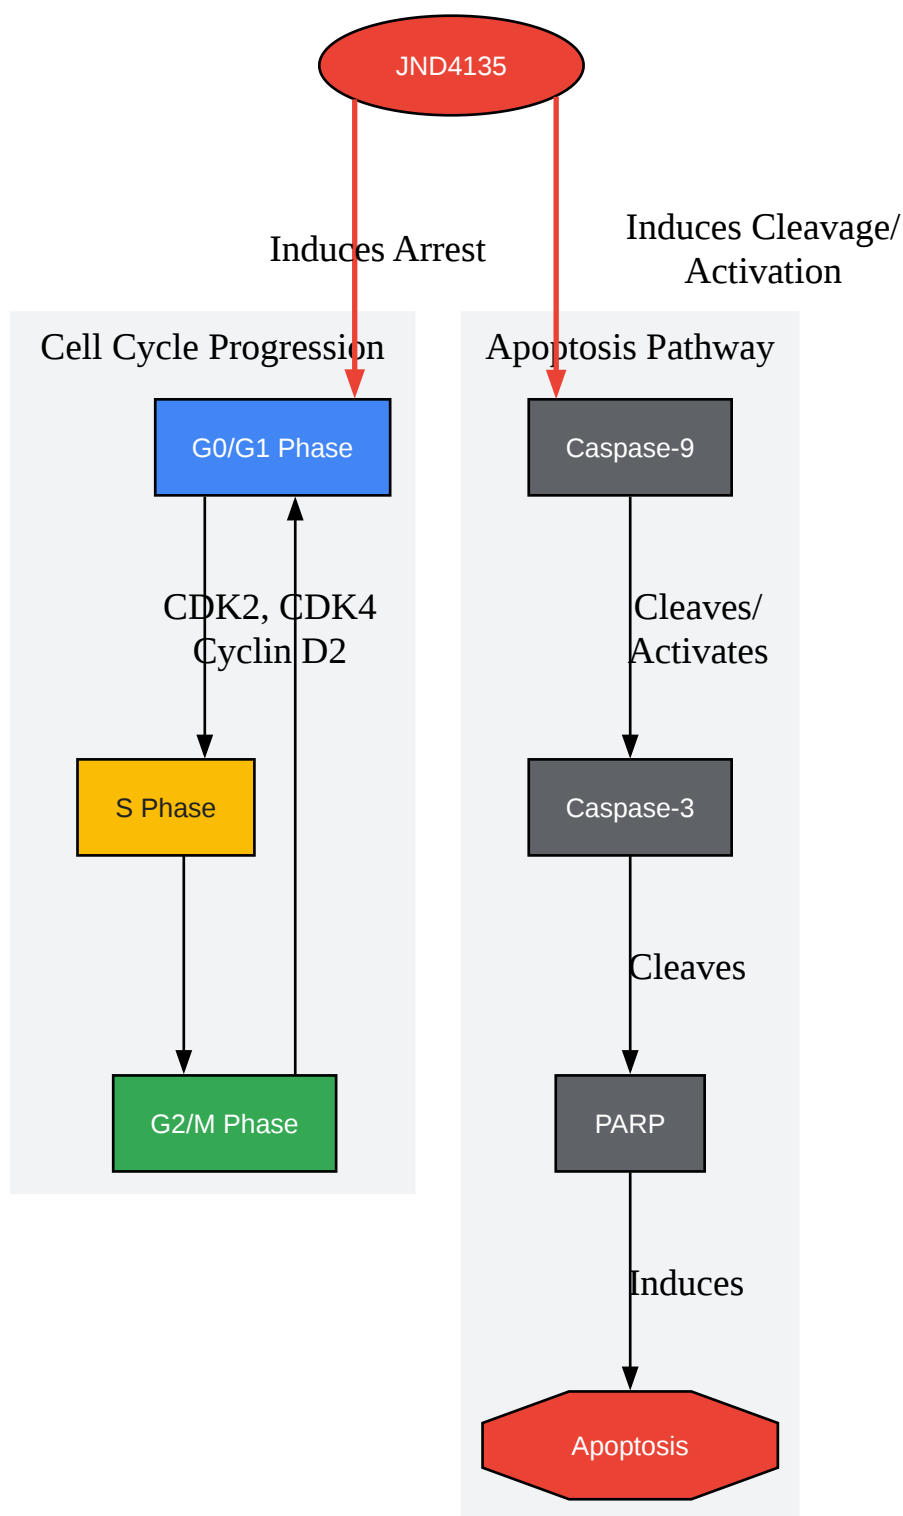 JND4135
Induces Arrest
Induces Cleavage/
Activation
Cell Cycle Progression
G0/G1 Phase
CDK2, CDK4
Cyclin D2
S Phase
G2/M Phase
Apoptosis Pathway
Caspase-9
Cleaves/
Activates
Caspase-3
Cleaves
PARP
Induces
Apoptosis